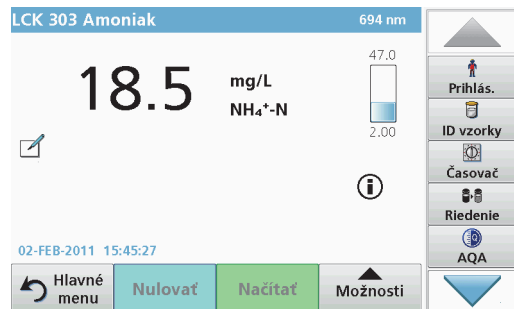 LCK 303 Amoniak
694 nm
18.5
mg/L
NH₄⁺-N
47.0
2.00
02-FEB-2011 15:45:27
Hlavné
menu
Nulovať
Načítať
Možnosti
Prihlás.
ID vzorky
Časovač
Riedenie
AQA